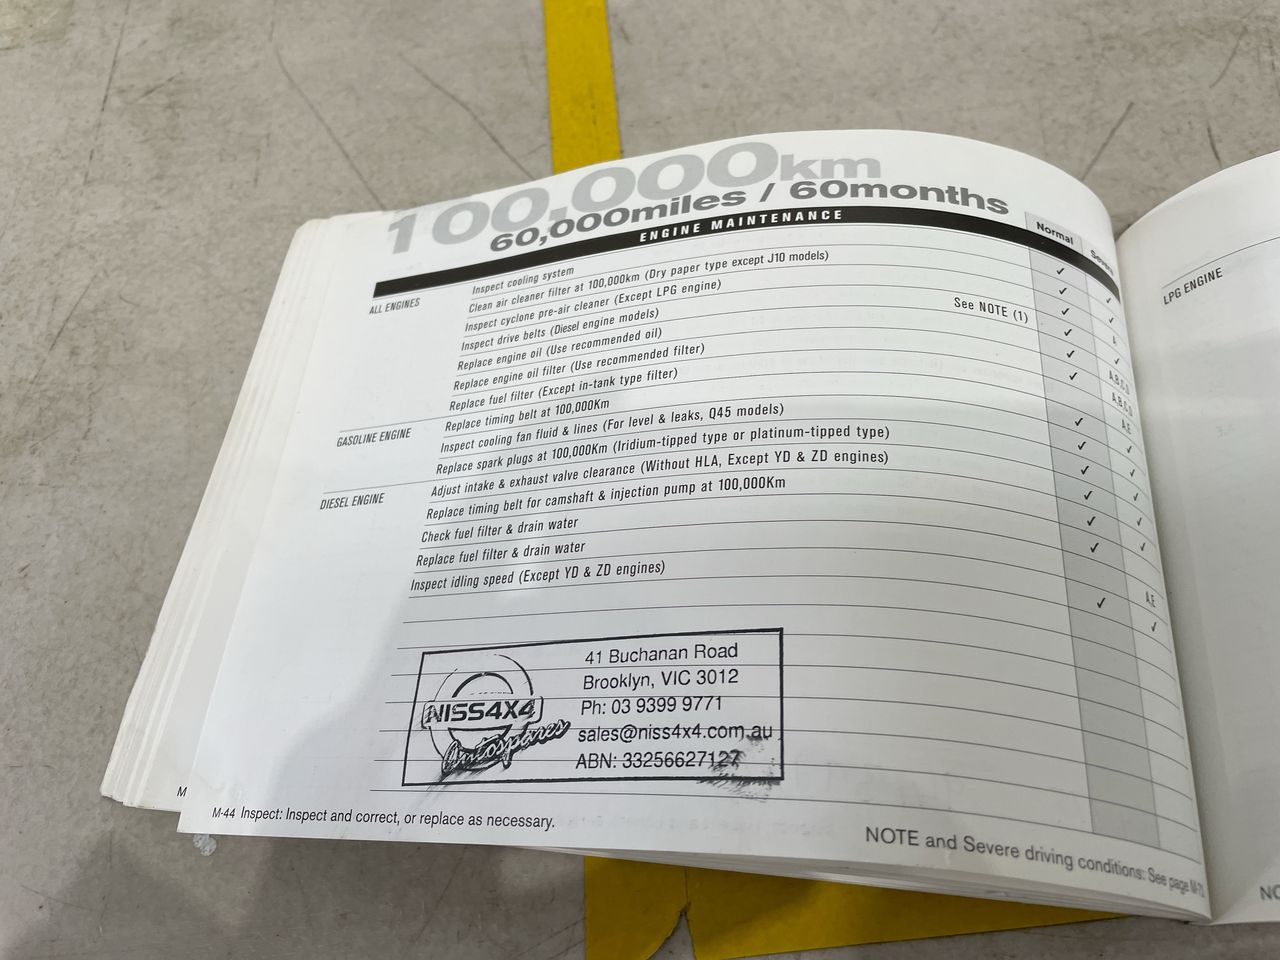 100,000km
60,000miles / 60months
ENGINE MAINTENANCE
Normal
ALL ENGINES
Inspect cooling system ✓ ✓
Clean air cleaner filter at 100,000km (Dry paper type except J10 models) ✓ ✓
Inspect cyclone pre-air cleaner (Except LPG engine) ✓ A
Inspect drive belts (Diesel engine models) See NOTE (1) ✓ ✓
Replace engine oil (Use recommended oil) ✓ A,B,C,D
Replace engine oil filter (Use recommended filter) ✓ A,B,C,D
Replace fuel filter (Except in-tank type filter) A,E
GASOLINE ENGINE
Replace timing belt at 100,000Km ✓ ✓
Inspect cooling fan fluid & lines (For level & leaks, Q45 models) ✓ ✓
Replace spark plugs at 100,000Km (Iridium-tipped type or platinum-tipped type) ✓ ✓
DIESEL ENGINE
Adjust intake & exhaust valve clearance (Without HLA, Except YD & ZD engines) ✓ ✓
Replace timing belt for camshaft & injection pump at 100,000Km ✓ ✓
Check fuel filter & drain water ✓
Replace fuel filter & drain water A,E
Inspect idling speed (Except YD & ZD engines) ✓ ✓
NISS4X4
Autospares
41 Buchanan Road
Brooklyn, VIC 3012
Ph: 03 9399 9771
sales@niss4x4.com.au
ABN: 33256627127
M
M-44 Inspect: Inspect and correct, or replace as necessary.
NOTE and Severe driving conditions: See page
LPG ENGINE